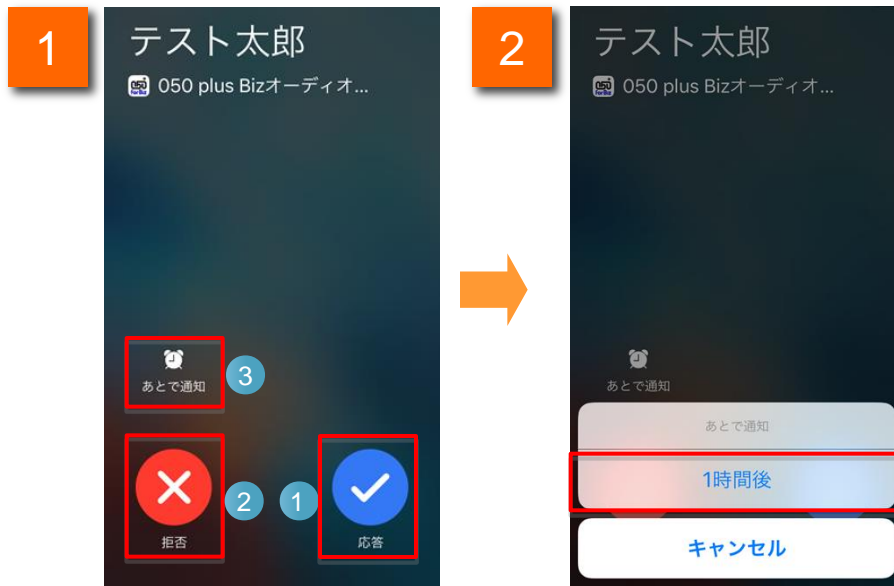 1
テスト太郎
050 plus Bizオーディオ...
あとで通知
3
拒否
2
1
応答
2
テスト太郎
050 plus Bizオーディオ...
あとで通知
あとで通知
1時間後
キャンセル